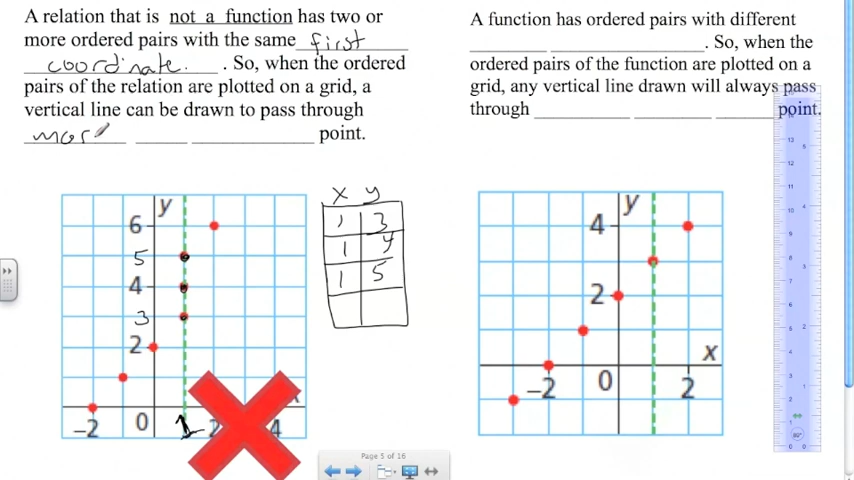 A relation that is not a function has two or
more ordered pairs with the same first
coordinate. So, when the ordered
pairs of the relation are plotted on a grid, a
vertical line can be drawn to pass through
mor point.
A function has ordered pairs with different
. So, when the
ordered pairs of the function are plotted on a
grid, any vertical line drawn will always pass
through point.
y
6
5
4
3
2
-2 0 1 2 4
x y
1 3
1 4
1 5
y
4
2
x
-2 0 2
Page 5 of 16